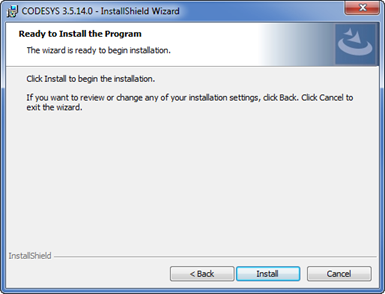 CODESYS 3.5.14.0 - InstallShield Wizard
Ready to Install the Program
The wizard is ready to begin installation.
Click Install to begin the installation.
If you want to review or change any of your installation settings, click Back. Click Cancel to
exit the wizard.
InstallShield
< Back
Install
Cancel